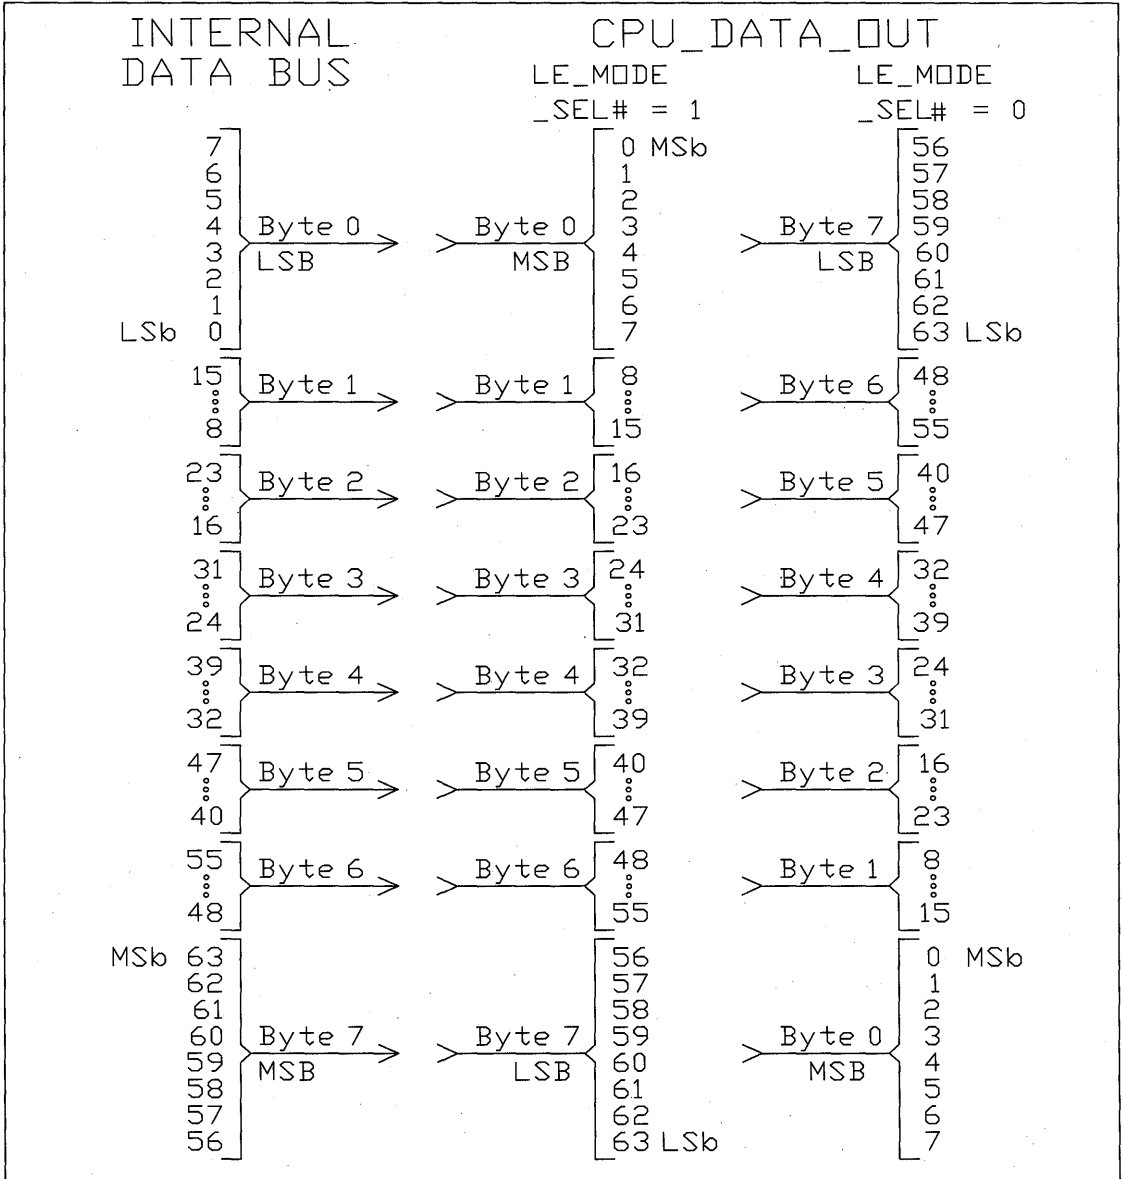 INTERNAL CPU_DATA_OUT
DATA BUS LE_MODE LE_MODE
_SEL# = 1 _SEL# = 0
7 0 MSb 56
6 1 57
5 2 58
4 Byte 0 Byte 0 3 Byte 7 59
3 LSB MSB 4 LSB 60
2 5 61
1 6 62
LSb 0 7 63 LSb
15 Byte 1 Byte 1 8 Byte 6 48
8 15 55
23 Byte 2 Byte 2 16 Byte 5 40
16 23 47
31 Byte 3 Byte 3 24 Byte 4 32
24 31 39
39 Byte 4 Byte 4 32 Byte 3 24
32 39 31
47 Byte 5 Byte 5 40 Byte 2 16
40 47 23
55 Byte 6 Byte 6 48 Byte 1 8
48 55 15
MSb 63 56 0 MSb
62 57 1
61 58 2
60 Byte 7 Byte 7 59 Byte 0 3
59 MSB LSB 60 MSB 4
58 61 5
57 62 6
56 63 LSb 7